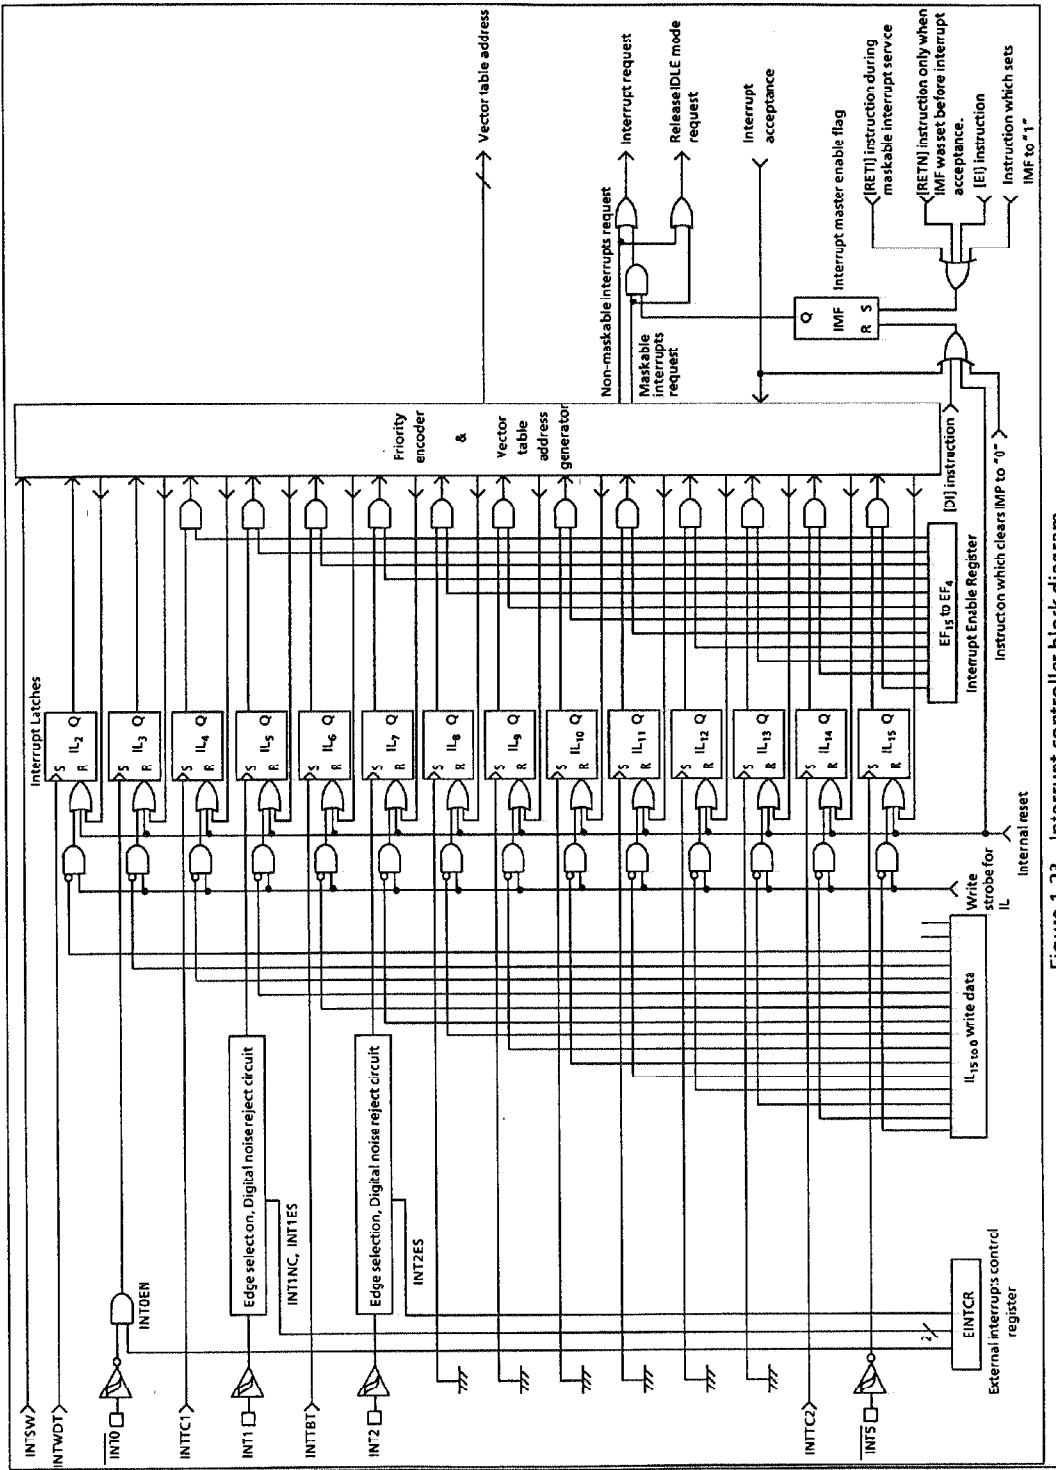 INTSW
INTWDT
INT0
INTTC1
INT1
INTTBT
INT2
INTTC2
INT5
INT0EN
Edge selection, Digital noise reject circuit
INT1NC, INT1ES
Edge selection, Digital noise reject circuit
INT2ES
2
EINTCR
External interrupts control
register
IL15 to 0 write data
Write
strobe for
IL
Internal reset
Interrupt Latches
S
R
IL2
Q
S
R
IL3
Q
S
R
IL4
Q
S
R
IL5
Q
S
R
IL6
Q
S
R
IL7
Q
S
R
IL8
Q
S
R
IL9
Q
S
R
IL10
Q
S
R
IL11
Q
S
R
IL12
Q
S
R
IL13
Q
S
R
IL14
Q
S
R
IL15
Q
EF15 to EF4
Interrupt Enable Register
Priority
encoder
&
Vector
table
address
generator
[DI] instruction
Instructon which clears IMP to "0"
Vector table address
Non-maskable interrupts request
Maskable
interrupts
request
Interrupt request
Release IDLE mode
request
Interrupt
acceptance
Q
IMF
R S
Interrupt master enable flag
[RETI] instruction during
maskable interrupt servce
[RETN] instruction only when
IMF was set before interrupt
acceptance.
[EI] instruction
Instruction which sets
IMF to "1"
Figure 1-23. Interrupt controller block diagram